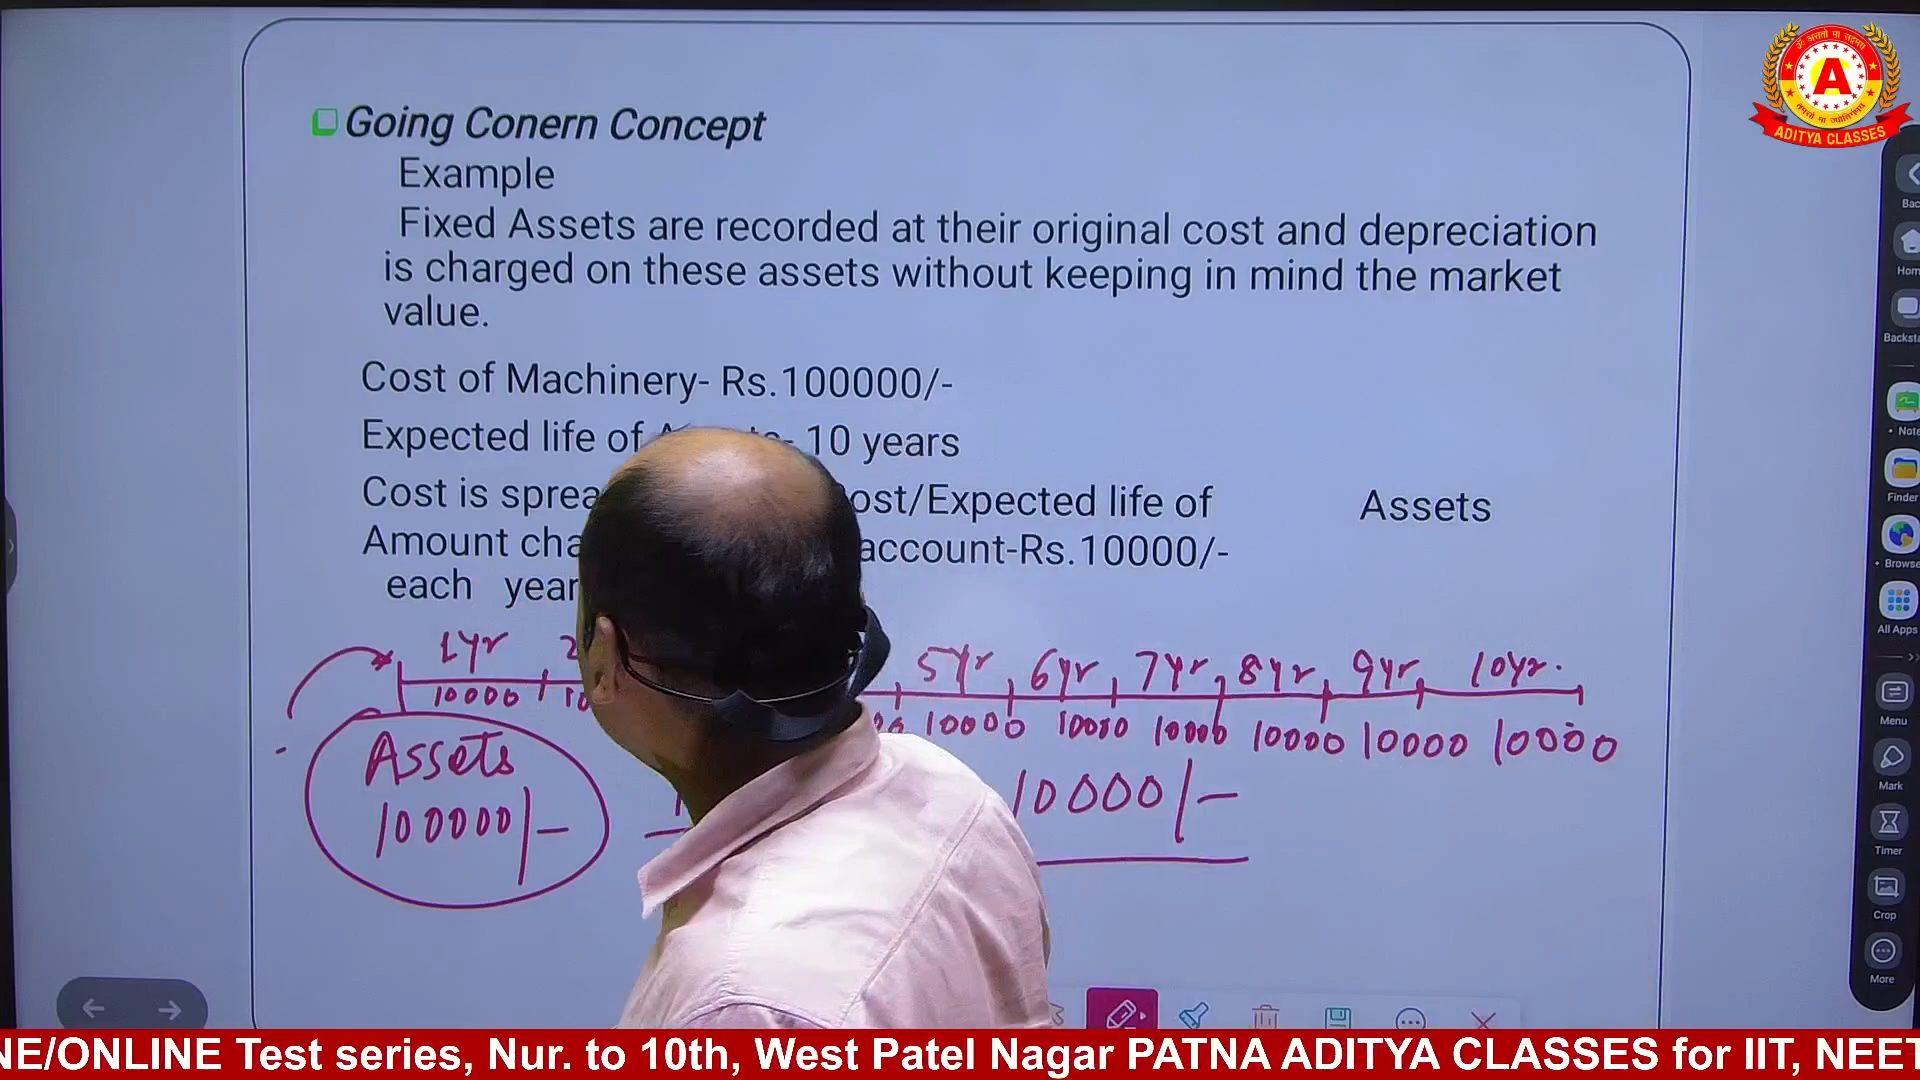 Going Conern Concept
Example
Fixed Assets are recorded at their original cost and depreciation
is charged on these assets without keeping in mind the market
value.
Cost of Machinery- Rs.100000/-
Expected life of 10 years
Cost is ost/Expected life of Assets
Amount account-Rs.10000/-
each year
1yr 5yr 6yr 7yr 8yr 9yr 10yr.
10000 10000 10000 10000 10000 10000 10000
Assets
100000/-
10000/-
A
ADITYA CLASSES
Home
Note
Finder
Browse
All Apps
Menu
Mark
Timer
Crop
More
NE/ONLINE Test series, Nur. to 10th, West Patel Nagar PATNA ADITYA CLASSES for IIT, NEET